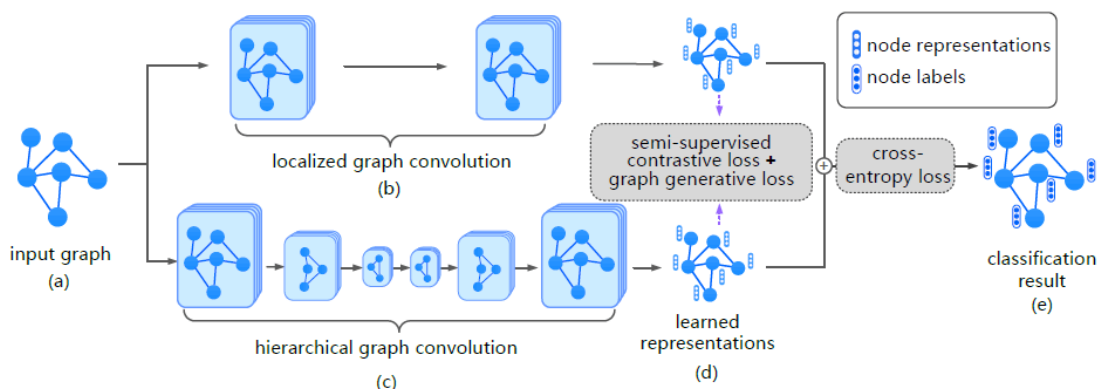 node representations
node labels
semi-supervised
contrastive loss +
graph generative loss
cross-
entropy loss
localized graph convolution
(b)
input graph
(a)
hierarchical graph convolution
(c)
learned
representations
(d)
classification
result
(e)